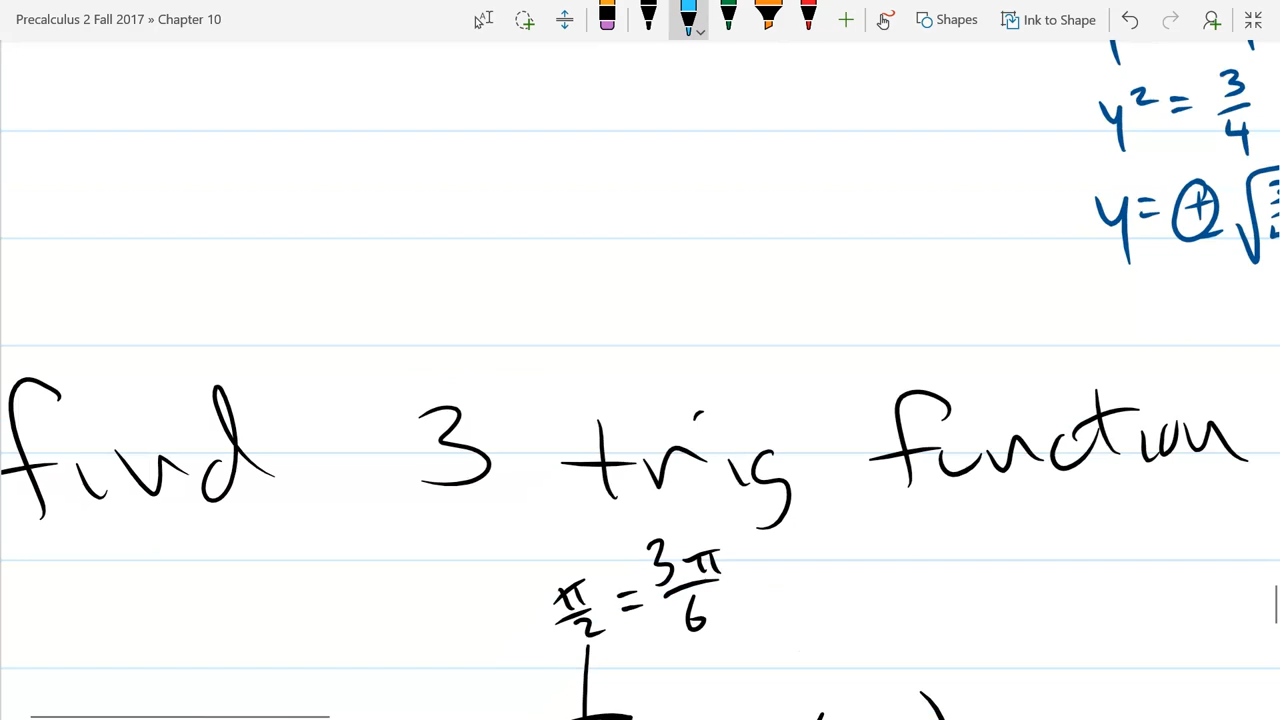 Precalculus 2 Fall 2017 » Chapter 10
Shapes
Ink to Shape
y² = 3/4
y = ⊕ √
find 3 trig function
π/2 = 3π/6